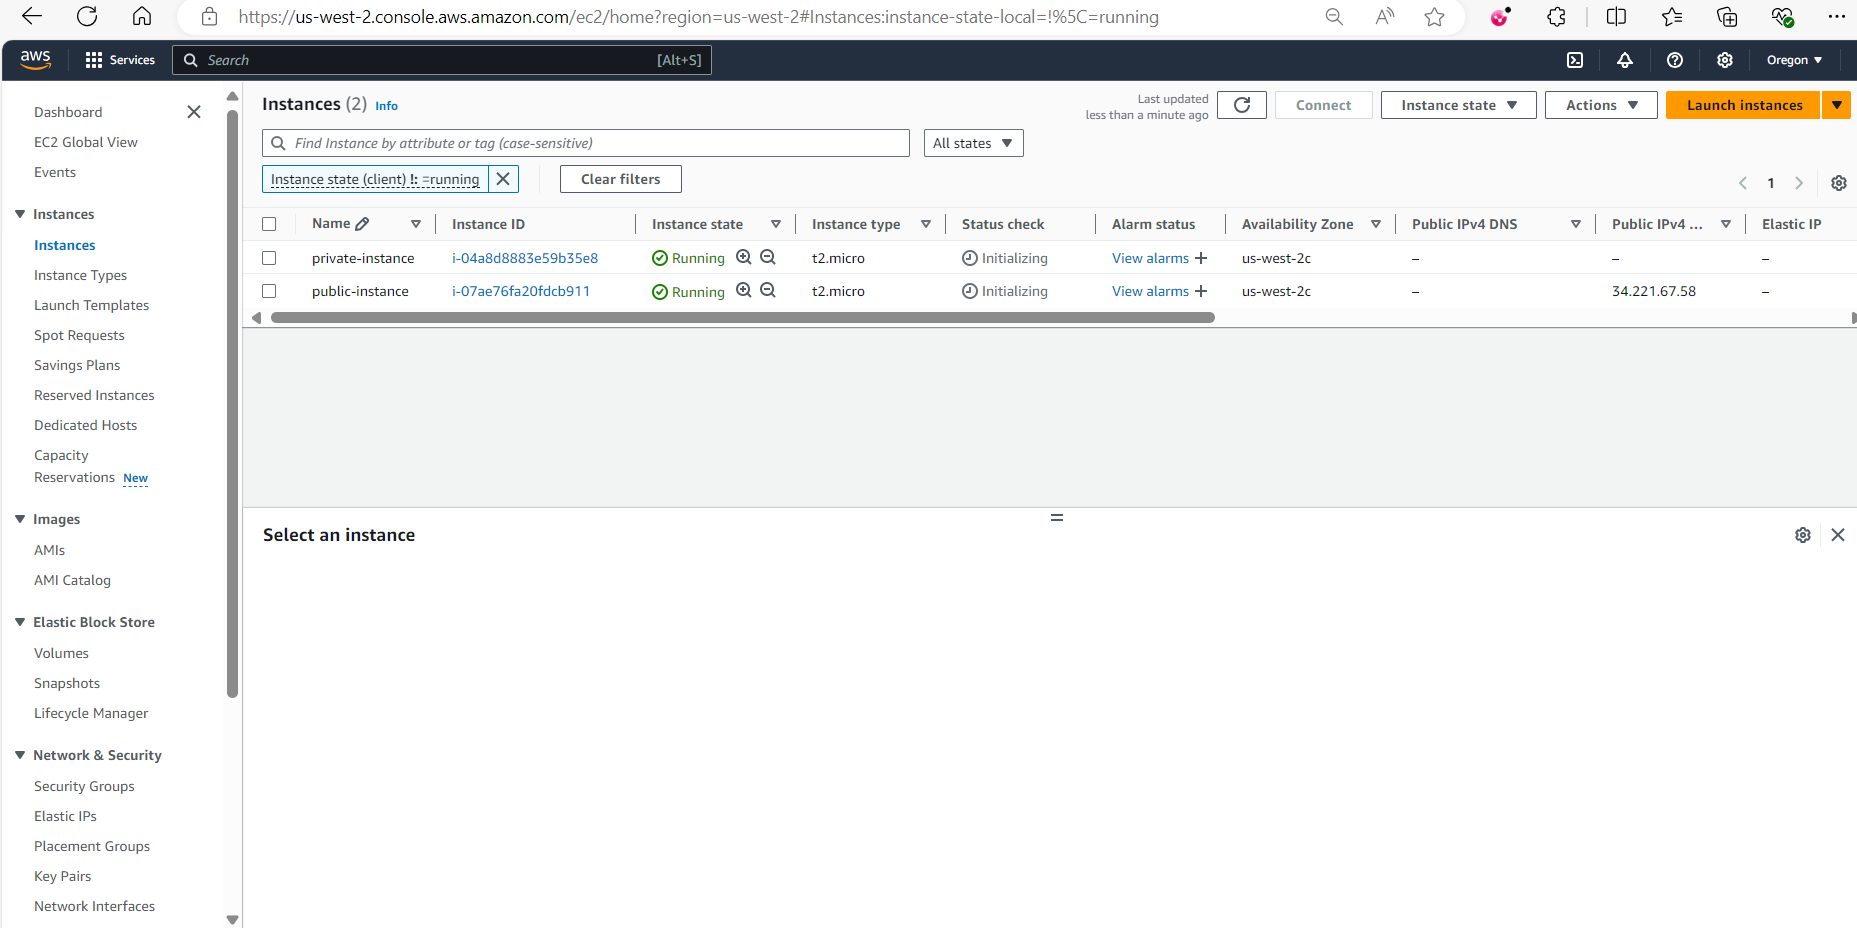 https://us-west-2.console.aws.amazon.com/ec2/home?region=us-west-2#Instances:instance-state-local=!%5C=running
aws
Services
Search
[Alt+S]
Oregon
Dashboard
EC2 Global View
Events
Instances
Instances
Instance Types
Launch Templates
Spot Requests
Savings Plans
Reserved Instances
Dedicated Hosts
Capacity
Reservations New
Images
AMIs
AMI Catalog
Elastic Block Store
Volumes
Snapshots
Lifecycle Manager
Network & Security
Security Groups
Elastic IPs
Placement Groups
Key Pairs
Network Interfaces
Instances (2) Info
Last updated
less than a minute ago
Connect
Instance state
Actions
Launch instances
Find Instance by attribute or tag (case-sensitive)
All states
Instance state (client) !: =running
Clear filters
1
Name Instance ID Instance state Instance type Status check Alarm status Availability Zone Public IPv4 DNS Public IPv4 ... Elastic IP
private-instance i-04a8d8883e59b35e8 Running t2.micro Initializing View alarms + us-west-2c – – –
public-instance i-07ae76fa20fdcb911 Running t2.micro Initializing View alarms + us-west-2c – 34.221.67.58 –
Select an instance